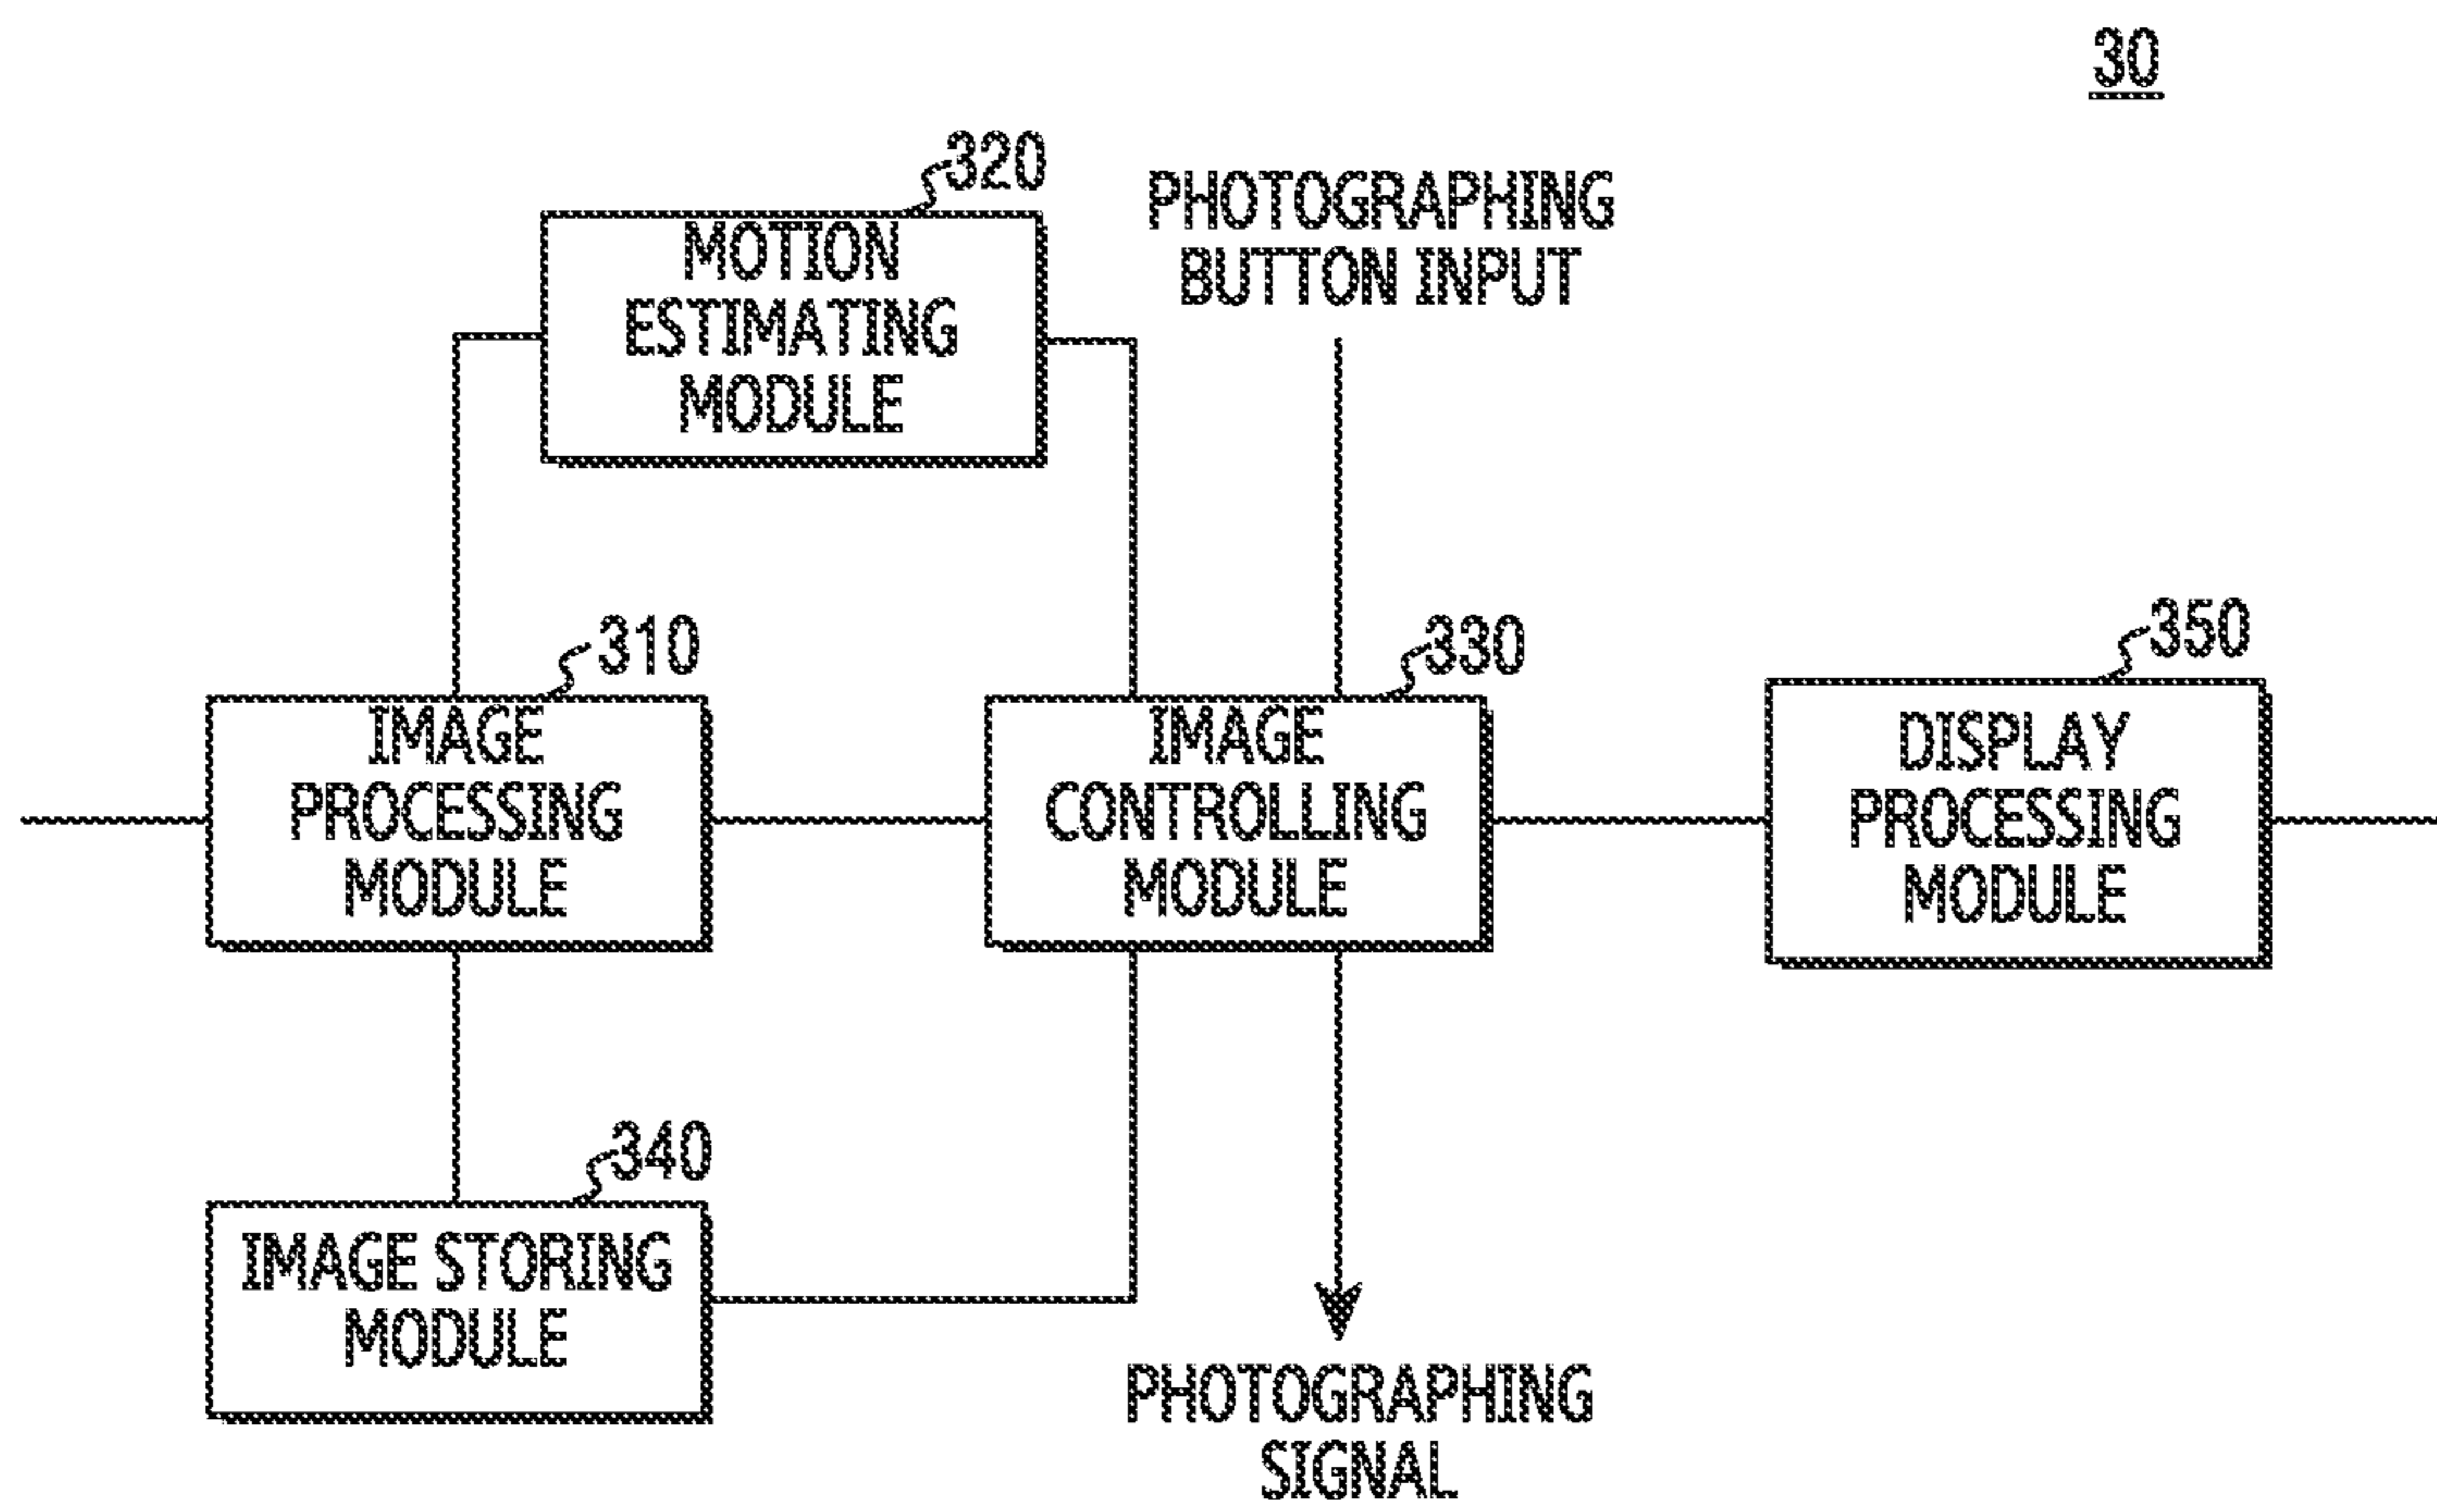 30
320
MOTION
ESTIMATING
MODULE
PHOTOGRAPHING
BUTTON INPUT
310
IMAGE
PROCESSING
MODULE
330
IMAGE
CONTROLLING
MODULE
350
DISPLAY
PROCESSING
MODULE
340
IMAGE STORING
MODULE
PHOTOGRAPHING
SIGNAL